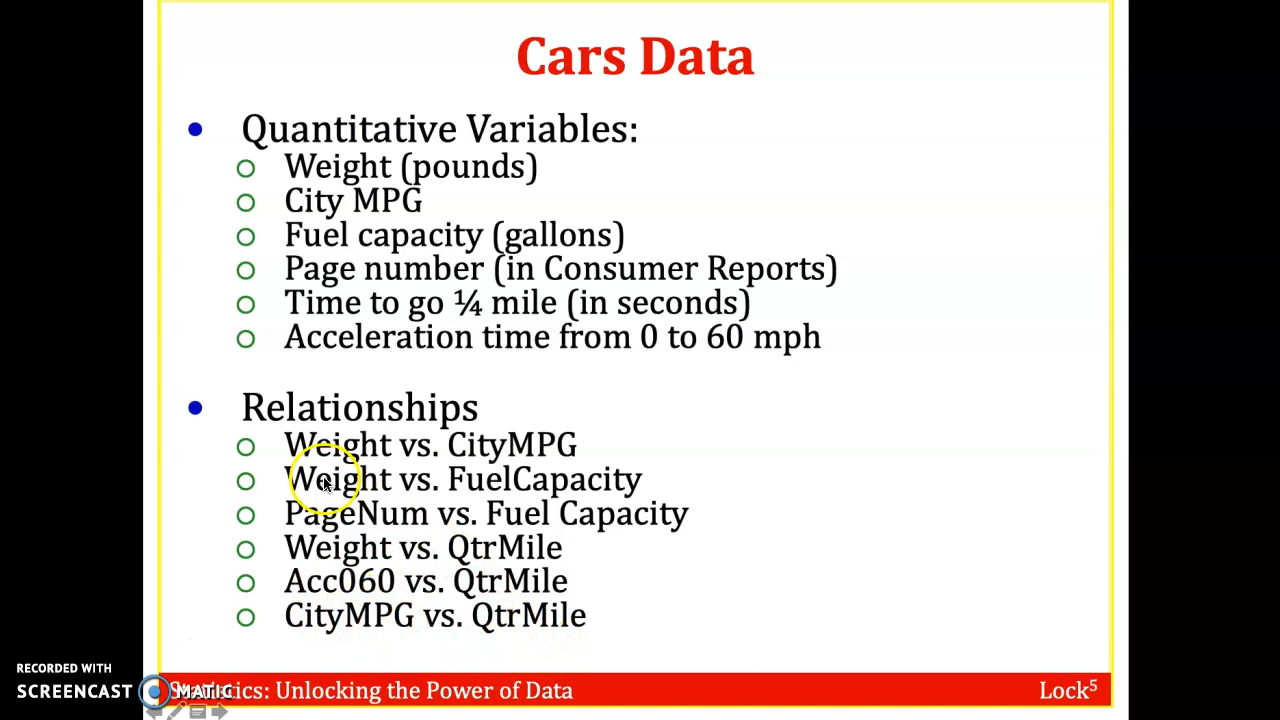 Cars Data
Quantitative Variables:
Weight (pounds)
City MPG
Fuel capacity (gallons)
Page number (in Consumer Reports)
Time to go ¼ mile (in seconds)
Acceleration time from 0 to 60 mph
Relationships
Weight vs. CityMPG
Weight vs. FuelCapacity
PageNum vs. Fuel Capacity
Weight vs. QtrMile
Acc060 vs. QtrMile
CityMPG vs. QtrMile
RECORDED WITH
SCREENCAST MATIC
: Unlocking the Power of Data
Lock5